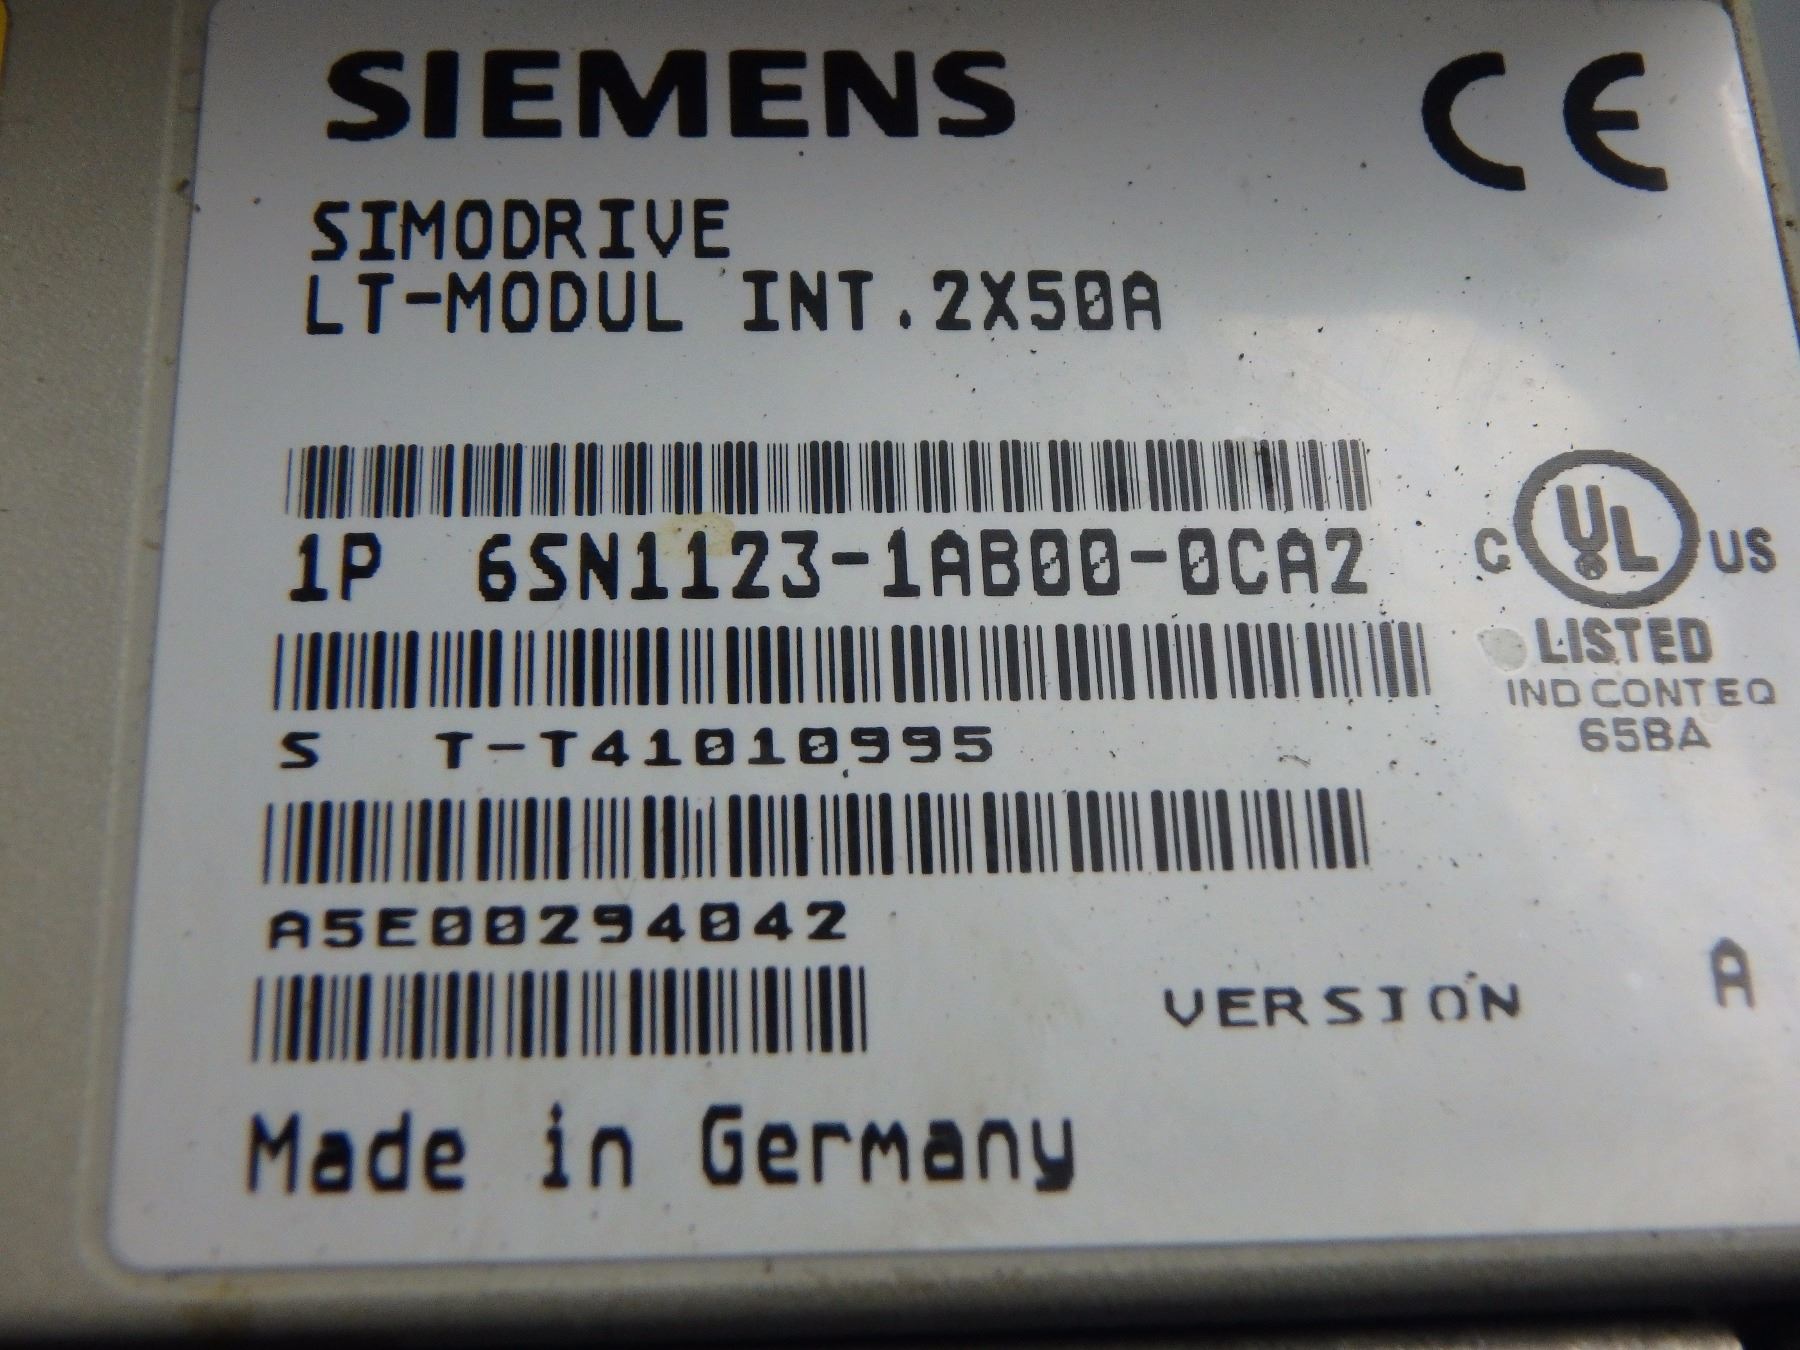 SIEMENS
CE
SIMODRIVE
LT-MODUL INT.2X50A
1P 6SN1123-1AB00-0CA2
C UL US
LISTED
IND CONT EQ
65BA
S T-T41010995
A5E00294042
VERSION A
Made in Germany